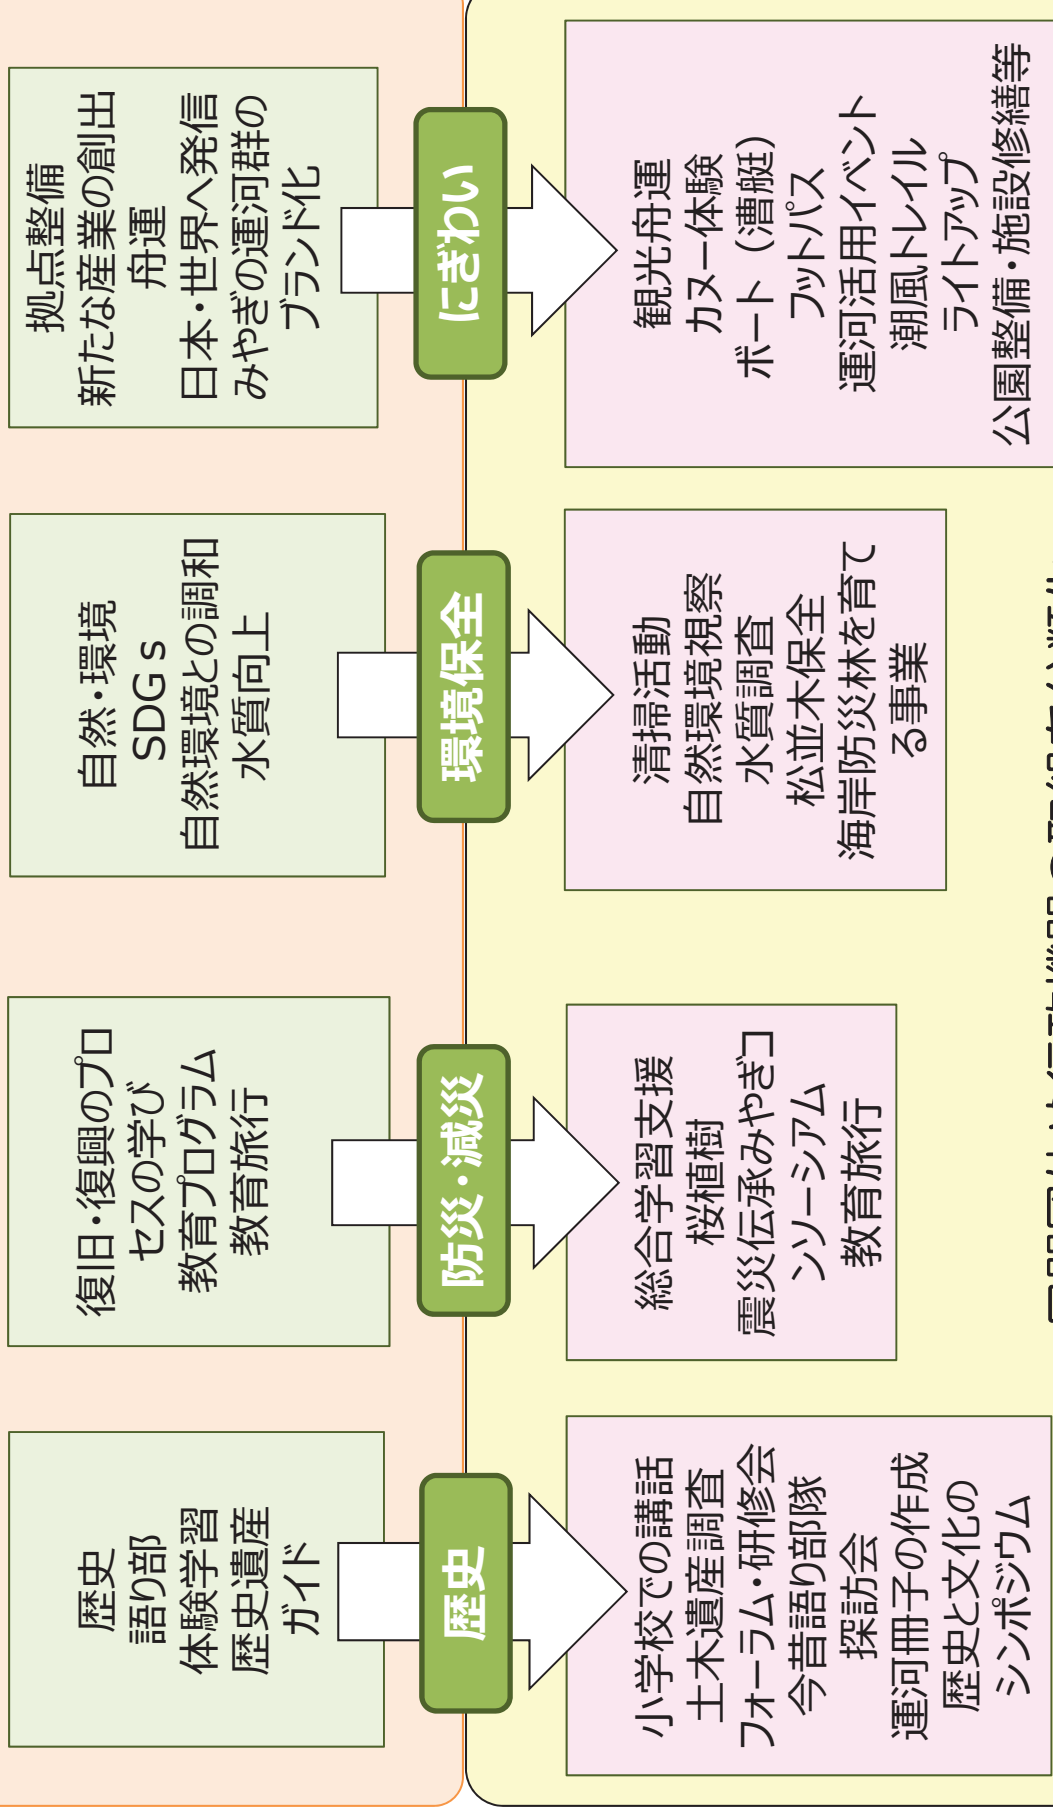 歴史
語り部
体験学習
歴史遺産
ガイド
復旧・復興のプロ
セスの学び
教育プログラム
教育旅行
自然・環境
SDGs
自然環境との調和
水質向上
拠点整備
新たな産業の創出
舟運
日本・世界へ発信
みやぎの運河群の
ブランド化
歴史
防災・減災
環境保全
にぎわい
小学校での講話
土木遺産調査
フォーラム・研修会
今昔語り部隊
探訪会
運河冊子の作成
歴史と文化の
シンポジウム
総合学習支援
桜植樹
震災伝承みやぎコ
ンソーシアム
教育旅行
清掃活動
自然環境視察
水質調査
松並木保全
海岸防災林を育て
る事業
観光舟運
カヌー体験
ボート（漕艇）
フットパス
運河活用イベント
潮風トレイル
ライトアップ
公園整備・施設修繕等